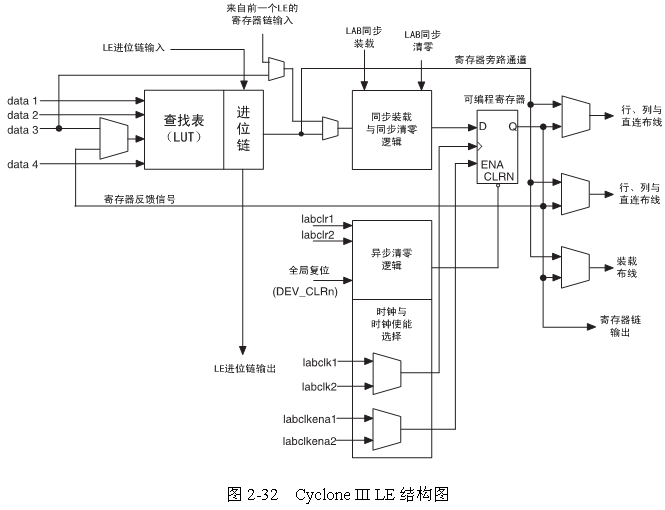 来自前一个LE的
寄存器链输入
LAB同步
装载
LAB同步
清零
LE进位链输入
寄存器旁路通道
data 1
data 2
data 3
data 4
查找表
(LUT)
进
位
链
同步装载
与同步清零
逻辑
可编程寄存器
D
Q
ENA
CLRN
行、列与
直连布线
行、列与
直连布线
寄存器反馈信号
labclr1
labclr2
异步清零
逻辑
全局复位
(DEV_CLRn)
装载
布线
时钟与
时钟使能
选择
寄存器链
输出
LE进位链输出
labclk1
labclk2
labclkena1
labclkena2
图 2-32 Cyclone Ⅲ LE 结构图